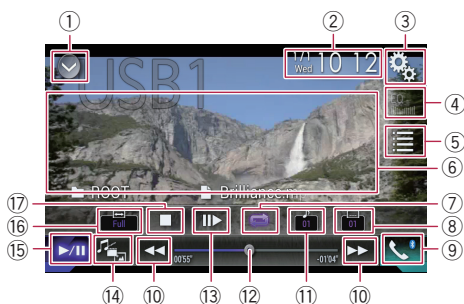 ① ② ③
USB1
1/1
Wed
10 12
④
⑤
⑥
ROOT
Brilliance.m
⑰ ⑦
⑯ Full 01 01 ⑧
⑮ 00'55" -01'04" ⑨
⑭ ⑩ ⑬ ⑫ ⑪ ⑩